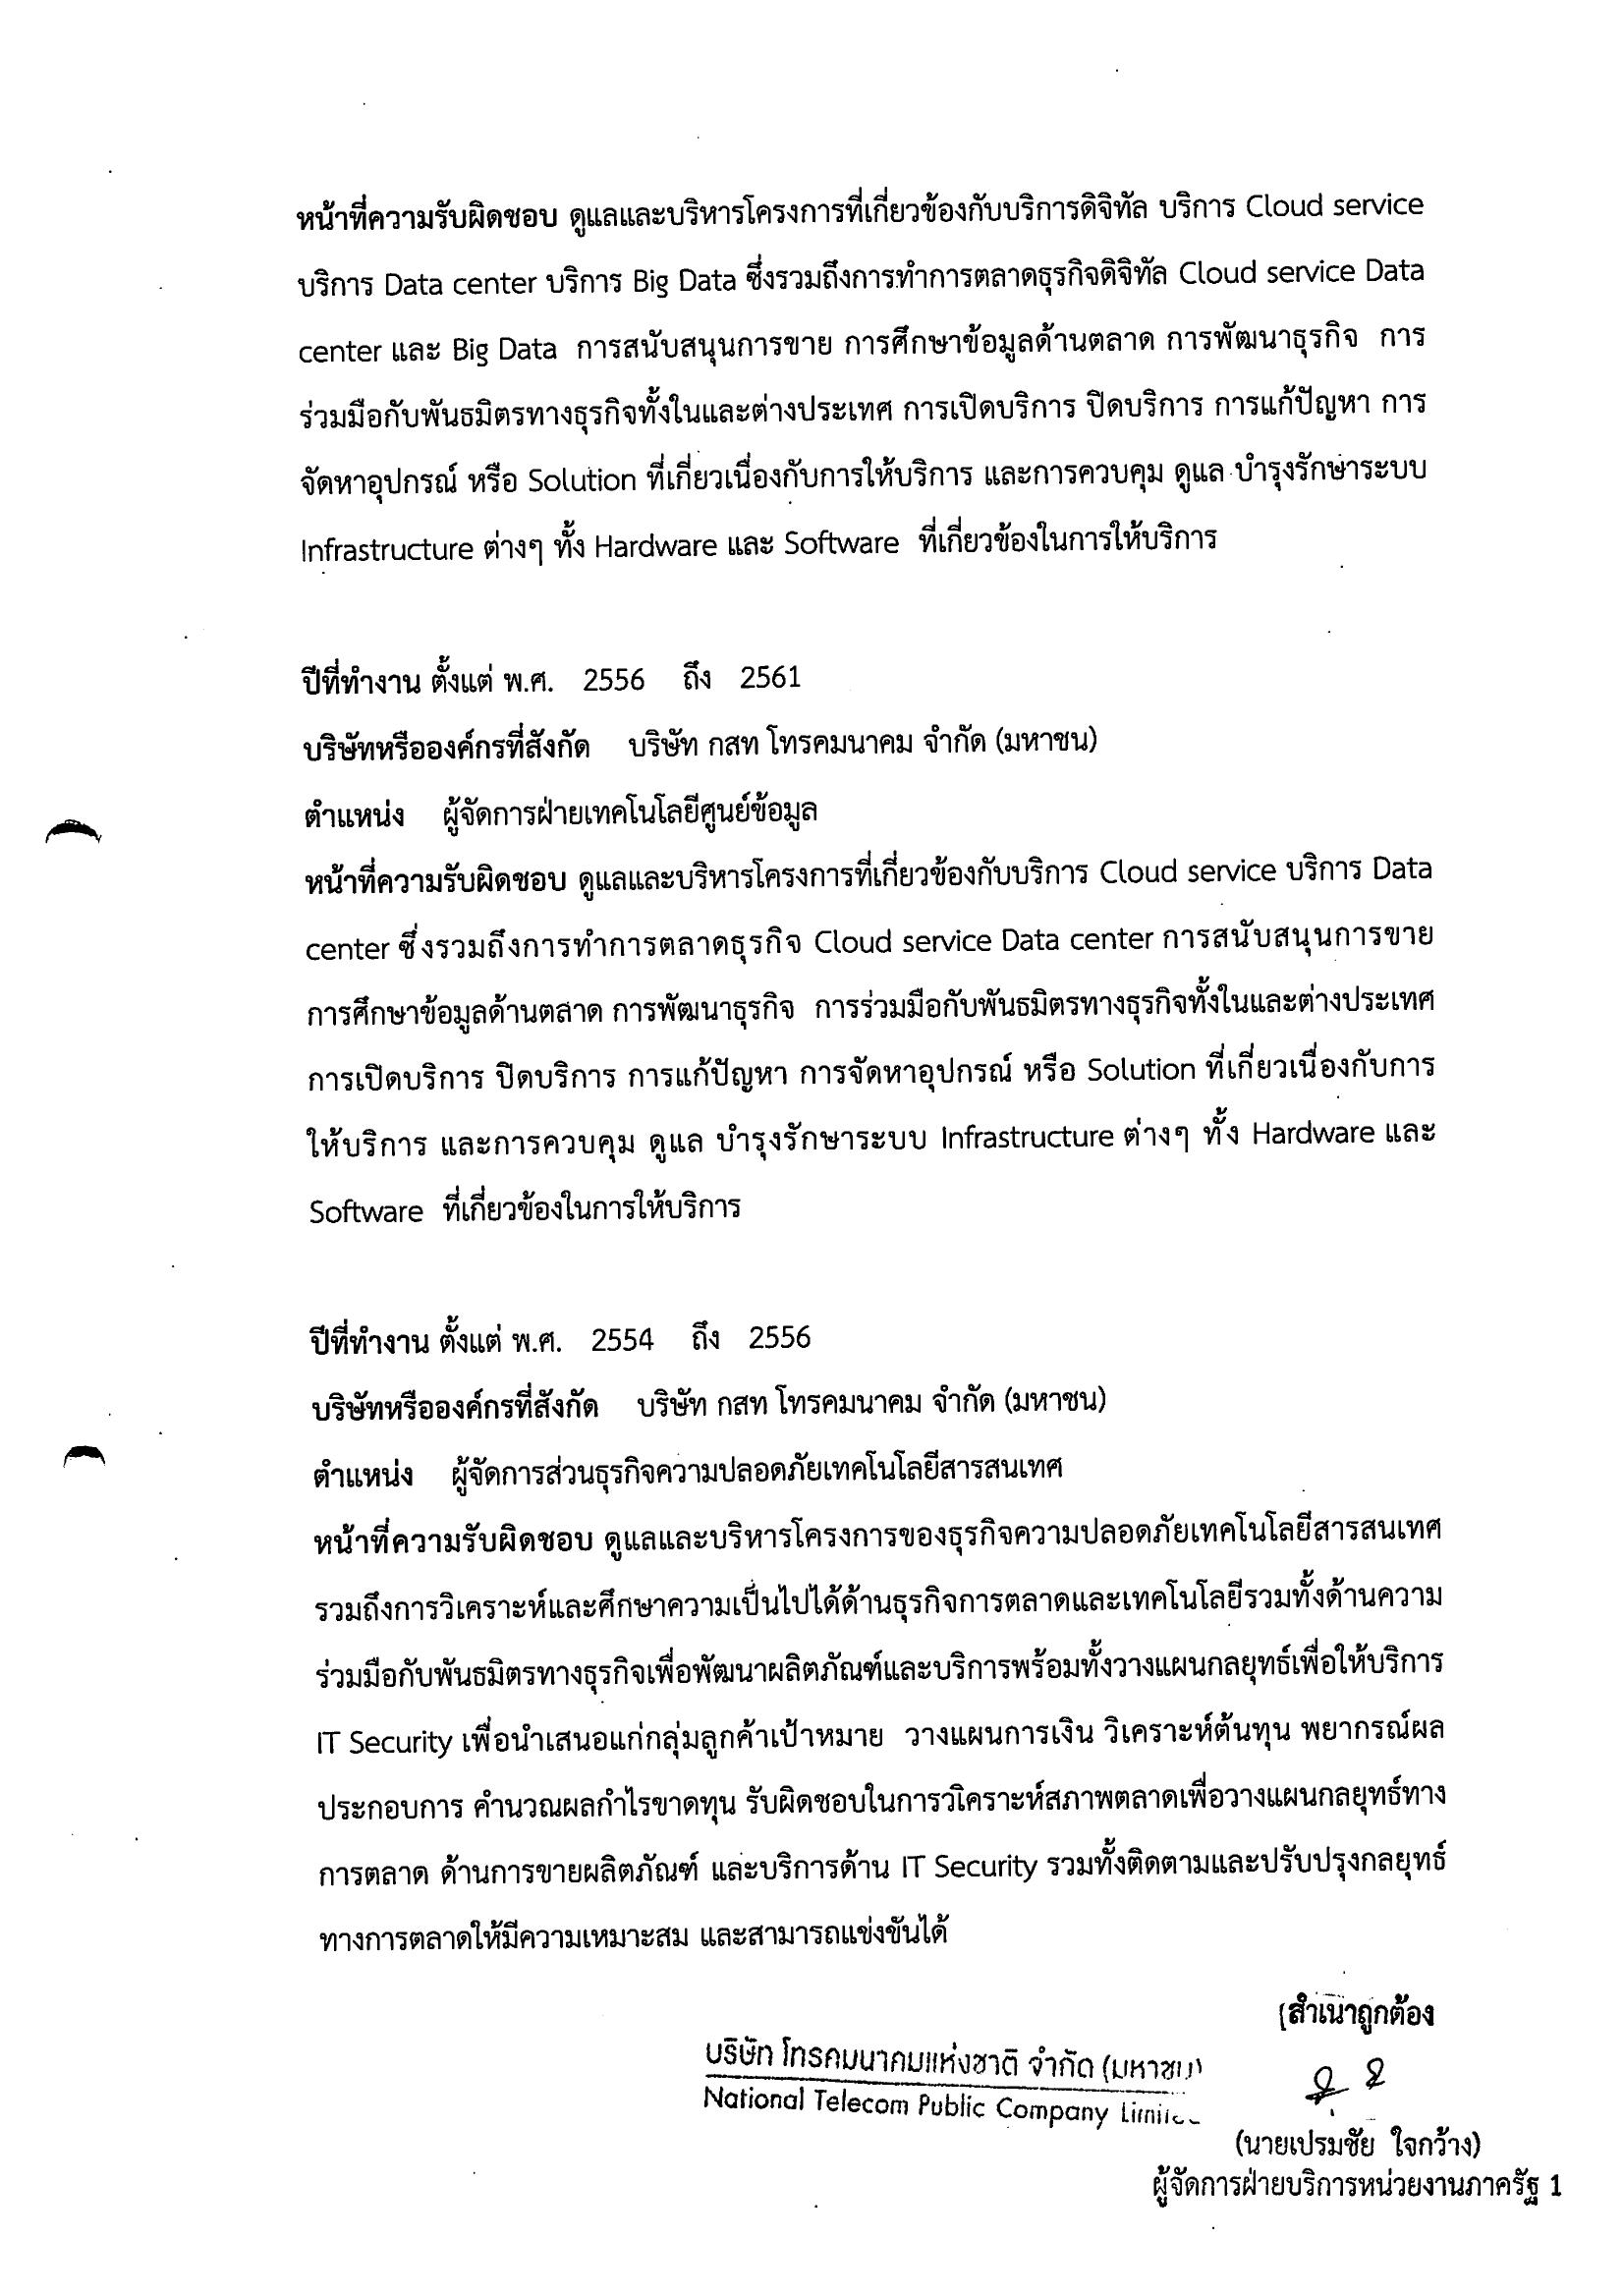 หน้าที่ความรับผิดชอบ ดูแลและบริหารโครงการที่เกี่ยวข้องกับบริการดิจิทัล บริการ Cloud service
บริการ Data center บริการ Big Data ซึ่งรวมถึงการทำการตลาดธุรกิจดิจิทัล Cloud service Data
center และ Big Data การสนับสนุนการขาย การศึกษาข้อมูลด้านตลาด การพัฒนาธุรกิจ การ
ร่วมมือกับพันธมิตรทางธุรกิจทั้งในและต่างประเทศ การเปิดบริการ ปิดบริการ การแก้ปัญหา การ
จัดหาอุปกรณ์ หรือ Solution ที่เกี่ยวเนื่องกับการให้บริการ และการควบคุม ดูแล บำรุงรักษาระบบ
Infrastructure ต่างๆ ทั้ง Hardware และ Software ที่เกี่ยวข้องในการให้บริการ
ปีที่ทำงาน ตั้งแต่ พ.ศ. 2556 ถึง 2561
บริษัทหรือองค์กรที่สังกัด บริษัท กสท โทรคมนาคม จำกัด (มหาชน)
ตำแหน่ง ผู้จัดการฝ่ายเทคโนโลยีศูนย์ข้อมูล
หน้าที่ความรับผิดชอบ ดูแลและบริหารโครงการที่เกี่ยวข้องกับบริการ Cloud service บริการ Data
center ซึ่งรวมถึงการทำการตลาดธุรกิจ Cloud service Data center การสนับสนุนการขาย
การศึกษาข้อมูลด้านตลาด การพัฒนาธุรกิจ การร่วมมือกับพันธมิตรทางธุรกิจทั้งในและต่างประเทศ
การเปิดบริการ ปิดบริการ การแก้ปัญหา การจัดหาอุปกรณ์ หรือ Solution ที่เกี่ยวเนื่องกับการ
ให้บริการ และการควบคุม ดูแล บำรุงรักษาระบบ Infrastructure ต่างๆ ทั้ง Hardware และ
Software ที่เกี่ยวข้องในการให้บริการ
ปีที่ทำงาน ตั้งแต่ พ.ศ. 2554 ถึง 2556
บริษัทหรือองค์กรที่สังกัด บริษัท กสท โทรคมนาคม จำกัด (มหาชน)
ตำแหน่ง ผู้จัดการส่วนธุรกิจความปลอดภัยเทคโนโลยีสารสนเทศ
หน้าที่ความรับผิดชอบ ดูแลและบริหารโครงการของธุรกิจความปลอดภัยเทคโนโลยีสารสนเทศ
รวมถึงการวิเคราะห์และศึกษาความเป็นไปได้ด้านธุรกิจการตลาดและเทคโนโลยีรวมทั้งด้านความ
ร่วมมือกับพันธมิตรทางธุรกิจเพื่อพัฒนาผลิตภัณฑ์และบริการพร้อมทั้งวางแผนกลยุทธ์เพื่อให้บริการ
IT Security เพื่อนำเสนอแก่กลุ่มลูกค้าเป้าหมาย วางแผนการเงิน วิเคราะห์ต้นทุน พยากรณ์ผล
ประกอบการ คำนวณผลกำไรขาดทุน รับผิดชอบในการวิเคราะห์สภาพตลาดเพื่อวางแผนกลยุทธ์ทาง
การตลาด ด้านการขายผลิตภัณฑ์ และบริการด้าน IT Security รวมทั้งติดตามและปรับปรุงกลยุทธ์
ทางการตลาดให้มีความเหมาะสม และสามารถแข่งขันได้
สำเนาถูกต้อง
บริษัท โทรคมนาคมแห่งชาติ จำกัด (มหาชน)
National Telecom Public Company Limited
(นายเปรมชัย ใจกว้าง)
ผู้จัดการฝ่ายบริการหน่วยงานภาครัฐ 1